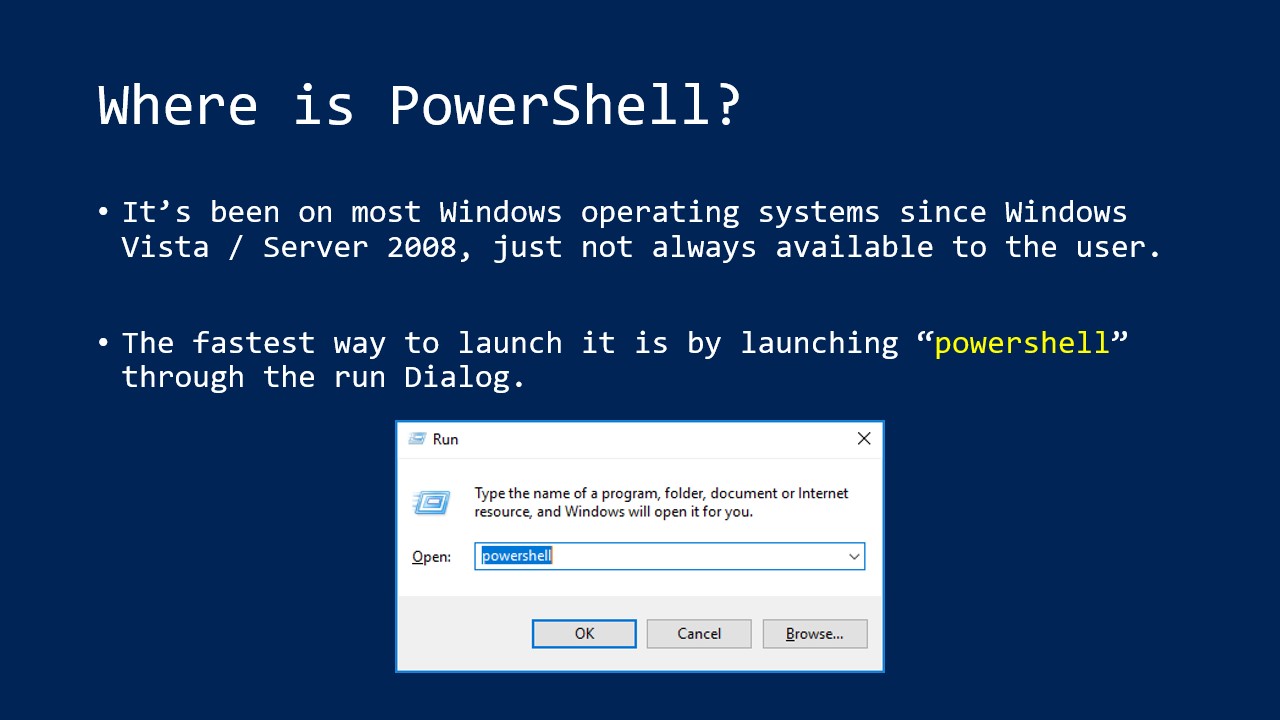 Where is PowerShell?
• It’s been on most Windows operating systems since Windows
Vista / Server 2008, just not always available to the user.
• The fastest way to launch it is by launching “powershell”
through the run Dialog.
Run
Type the name of a program, folder, document or Internet
resource, and Windows will open it for you.
Open: powershell
OK Cancel Browse...